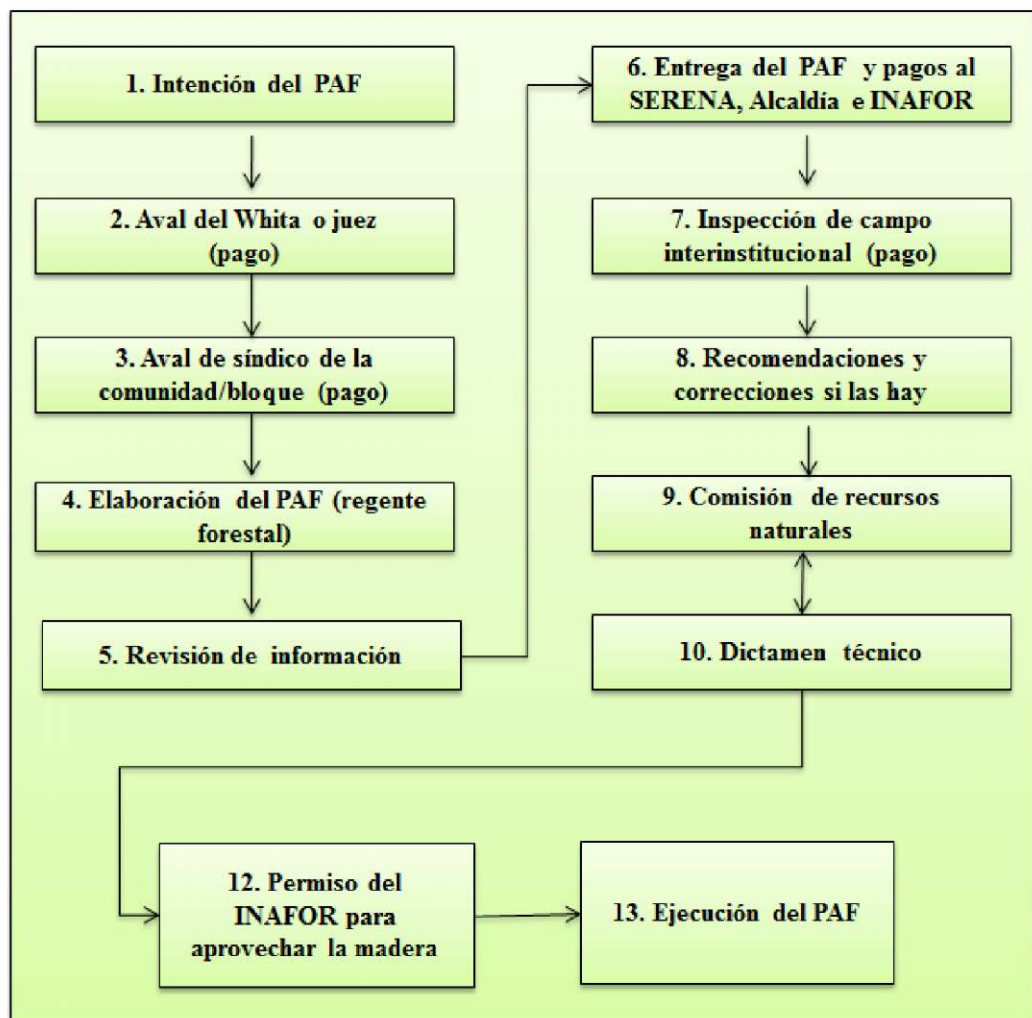 1. Intención del PAF
2. Aval del Whita o juez
(pago)
3. Aval de síndico de la
comunidad/bloque (pago)
4. Elaboración del PAF (regente
forestal)
5. Revisión de información
6. Entrega del PAF y pagos al
SERENA, Alcaldía e INAFOR
7. Inspección de campo
interinstitucional (pago)
8. Recomendaciones y
correcciones si las hay
9. Comisión de recursos
naturales
10. Dictamen técnico
12. Permiso del
INAFOR para
aprovechar la madera
13. Ejecución del PAF